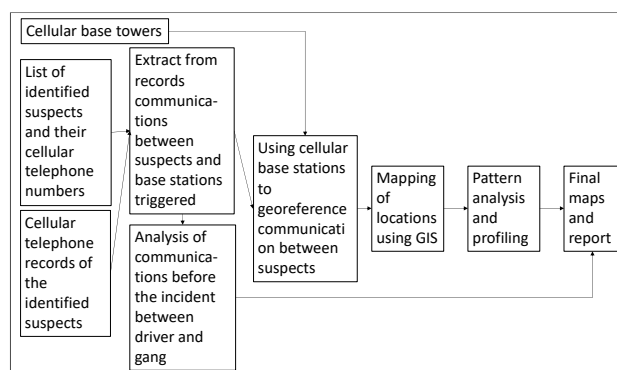 Cellular base towers
List of
identified
suspects
and their
cellular
telephone
numbers
Cellular
telephone
records of
the
identified
suspects
Extract from
records
communica-
tions
between
suspects and
base stations
triggered
Analysis of
communica-
tions before
the incident
between
driver and
gang
Using cellular
base stations
to
georeference
communicati
on between
suspects
Mapping
of
locations
using GIS
Pattern
analysis
and
profiling
Final
maps and
report